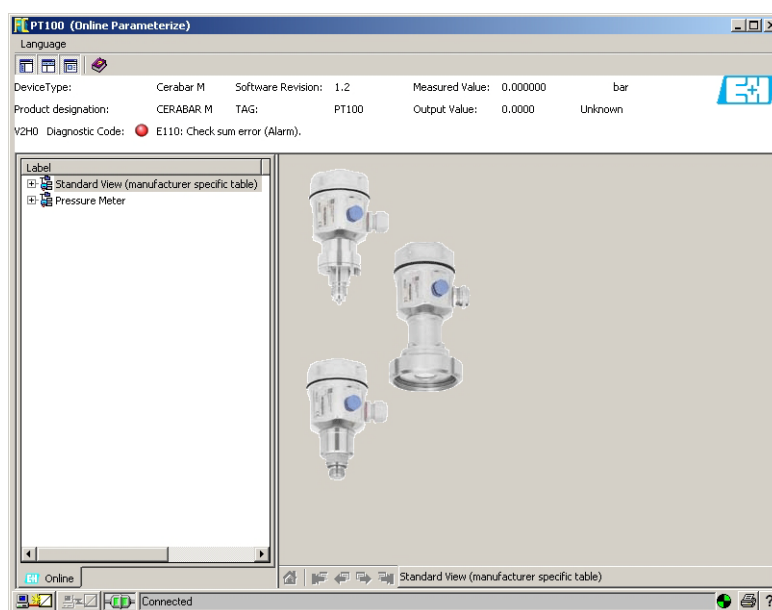 PT100 (Online Parameterize)
Language
DeviceType: Cerabar M Software Revision: 1.2 Measured Value: 0.000000 bar
Product designation: CERABAR M TAG: PT100 Output Value: 0.0000 Unknown
V2H0 Diagnostic Code: E110: Check sum error (Alarm).
Label
Standard View (manufacturer specific table)
Pressure Meter
Online
Standard View (manufacturer specific table)
Connected